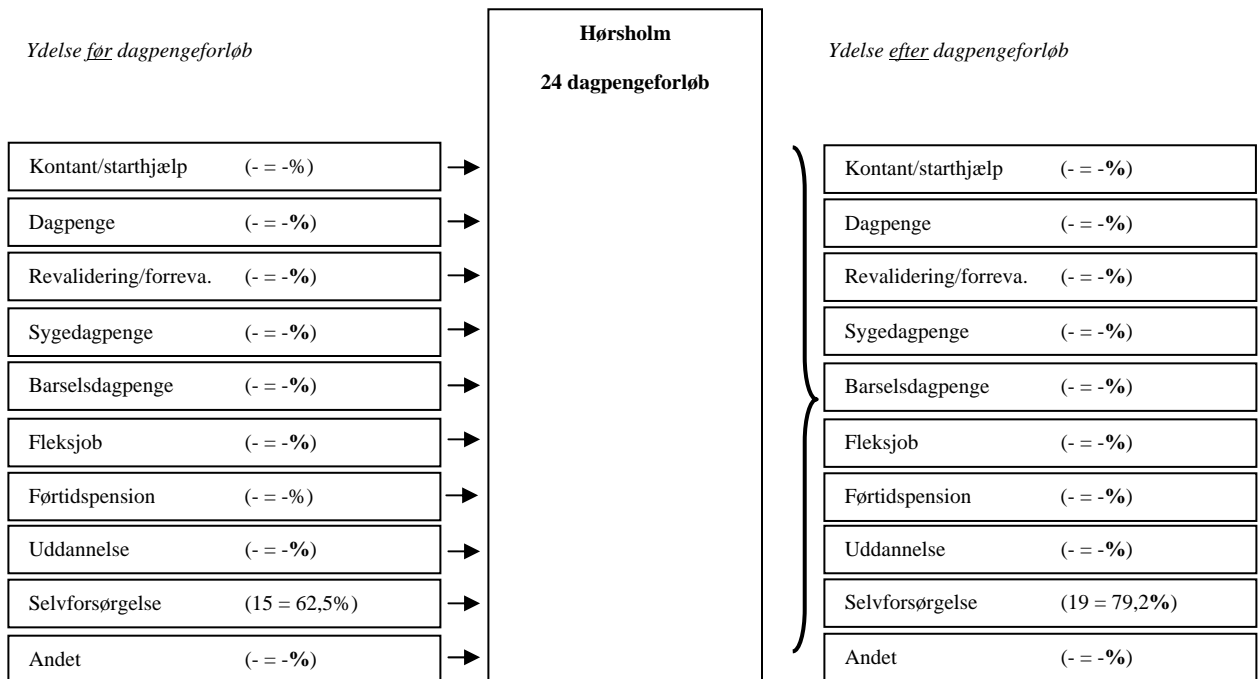 Ydelse før dagpengeforløb
Hørsholm
24 dagpengeforløb
Ydelse efter dagpengeforløb
Kontant/starthjælp (- = -%)
Dagpenge (- = -%)
Revalidering/forreva. (- = -%)
Sygedagpenge (- = -%)
Barselsdagpenge (- = -%)
Fleksjob (- = -%)
Førtidspension (- = -%)
Uddannelse (- = -%)
Selvforsørgelse (15 = 62,5%)
Andet (- = -%)
Kontant/starthjælp (- = -%)
Dagpenge (- = -%)
Revalidering/forreva. (- = -%)
Sygedagpenge (- = -%)
Barselsdagpenge (- = -%)
Fleksjob (- = -%)
Førtidspension (- = -%)
Uddannelse (- = -%)
Selvforsørgelse (19 = 79,2%)
Andet (- = -%)